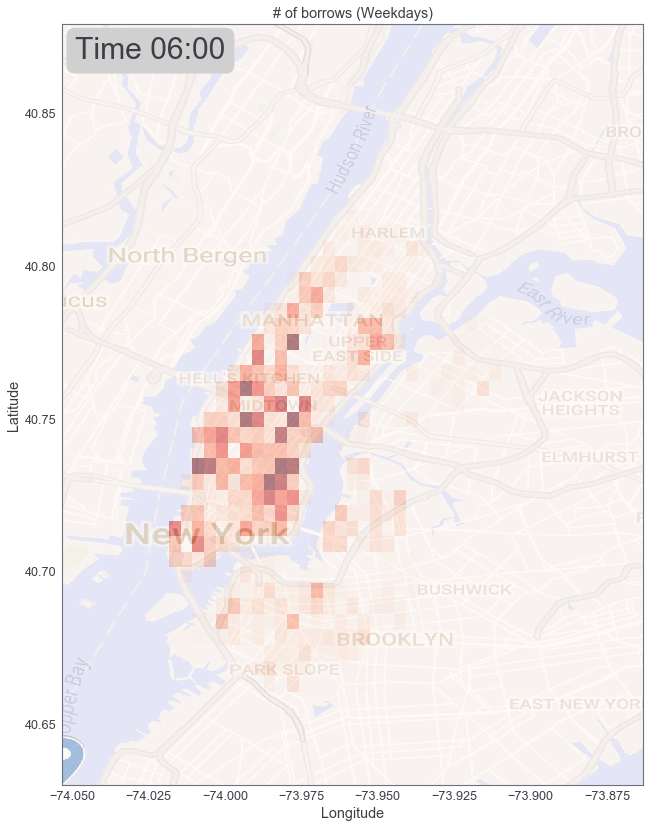 # of borrows (Weekdays)
Time 06:00
40.85
Hudson River
BRO
HARLEM
40.80
North Bergen
East River
MANHATTAN
UPPER
EAST SIDE
HELL'S KITCHEN
MIDTOWN
JACKSON
HEIGHTS
40.75
Latitude
ELMHURST
New York
40.70
BUSHWICK
BROOKLYN
PARK SLOPE
pper Bay
EAST NEW YOR
40.65
−74.050 −74.025 −74.000 −73.975 −73.950 −73.925 −73.900 −73.875
Longitude